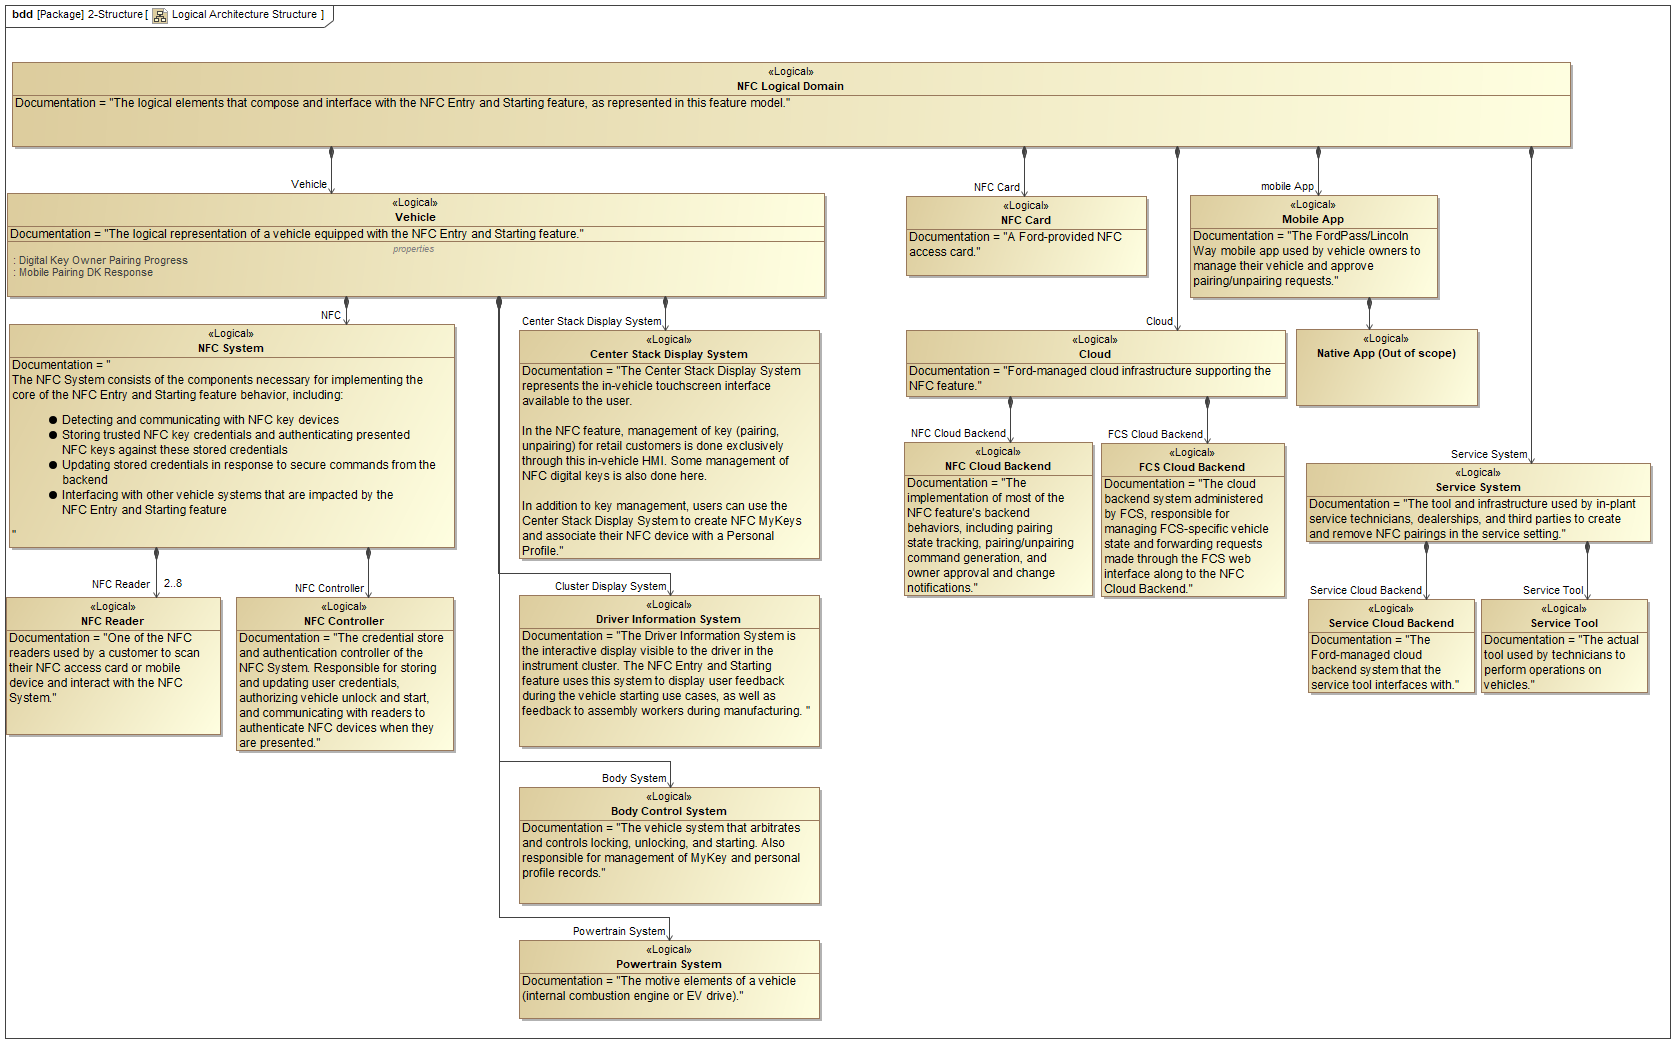 bdd [Package] 2-Structure [ Logical Architecture Structure ]
«Logical»
NFC Logical Domain
Documentation = "The logical elements that compose and interface with the NFC Entry and Starting feature, as represented in this feature model."
Vehicle
«Logical»
Vehicle
Documentation = "The logical representation of a vehicle equipped with the NFC Entry and Starting feature."
properties
: Digital Key Owner Pairing Progress
: Mobile Pairing DK Response
NFC Card
«Logical»
NFC Card
Documentation = "A Ford-provided NFC
access card."
mobile App
«Logical»
Mobile App
Documentation = "The FordPass/Lincoln
Way mobile app used by vehicle owners to
manage their vehicle and approve
pairing/unpairing requests."
NFC
«Logical»
NFC System
Documentation = "
The NFC System consists of the components necessary for implementing the
core of the NFC Entry and Starting feature behavior, including:
● Detecting and communicating with NFC key devices
● Storing trusted NFC key credentials and authenticating presented
NFC keys against these stored credentials
● Updating stored credentials in response to secure commands from the
backend
● Interfacing with other vehicle systems that are impacted by the
NFC Entry and Starting feature
"
Center Stack Display System
«Logical»
Center Stack Display System
Documentation = "The Center Stack Display System
represents the in-vehicle touchscreen interface
available to the user.
In the NFC feature, management of key (pairing,
unpairing) for retail customers is done exclusively
through this in-vehicle HMI. Some management of
NFC digital keys is also done here.
In addition to key management, users can use the
Center Stack Display System to create NFC MyKeys
and associate their NFC device with a Personal
Profile."
Cloud
«Logical»
Cloud
Documentation = "Ford-managed cloud infrastructure supporting the
NFC feature."
«Logical»
Native App (Out of scope)
NFC Cloud Backend
«Logical»
NFC Cloud Backend
Documentation = "The
implementation of most of the
NFC feature's backend
behaviors, including pairing
state tracking, pairing/unpairing
command generation, and
owner approval and change
notifications."
FCS Cloud Backend
«Logical»
FCS Cloud Backend
Documentation = "The cloud
backend system administered
by FCS, responsible for
managing FCS-specific vehicle
state and forwarding requests
made through the FCS web
interface along to the NFC
Cloud Backend."
Service System
«Logical»
Service System
Documentation = "The tool and infrastructure used by in-plant
service technicians, dealerships, and third parties to create
and remove NFC pairings in the service setting."
NFC Reader 2..8
«Logical»
NFC Reader
Documentation = "One of the NFC
readers used by a customer to scan
their NFC access card or mobile
device and interact with the NFC
System."
NFC Controller
«Logical»
NFC Controller
Documentation = "The credential store
and authentication controller of the
NFC System. Responsible for storing
and updating user credentials,
authorizing vehicle unlock and start,
and communicating with readers to
authenticate NFC devices when they
are presented."
Cluster Display System
«Logical»
Driver Information System
Documentation = "The Driver Information System is
the interactive display visible to the driver in the
instrument cluster. The NFC Entry and Starting
feature uses this system to display user feedback
during the vehicle starting use cases, as well as
feedback to assembly workers during manufacturing. "
Service Cloud Backend
«Logical»
Service Cloud Backend
Documentation = "The
Ford-managed cloud
backend system that the
service tool interfaces with."
Service Tool
«Logical»
Service Tool
Documentation = "The actual
tool used by technicians to
perform operations on
vehicles."
Body System
«Logical»
Body Control System
Documentation = "The vehicle system that arbitrates
and controls locking, unlocking, and starting. Also
responsible for management of MyKey and personal
profile records."
Powertrain System
«Logical»
Powertrain System
Documentation = "The motive elements of a vehicle
(internal combustion engine or EV drive)."